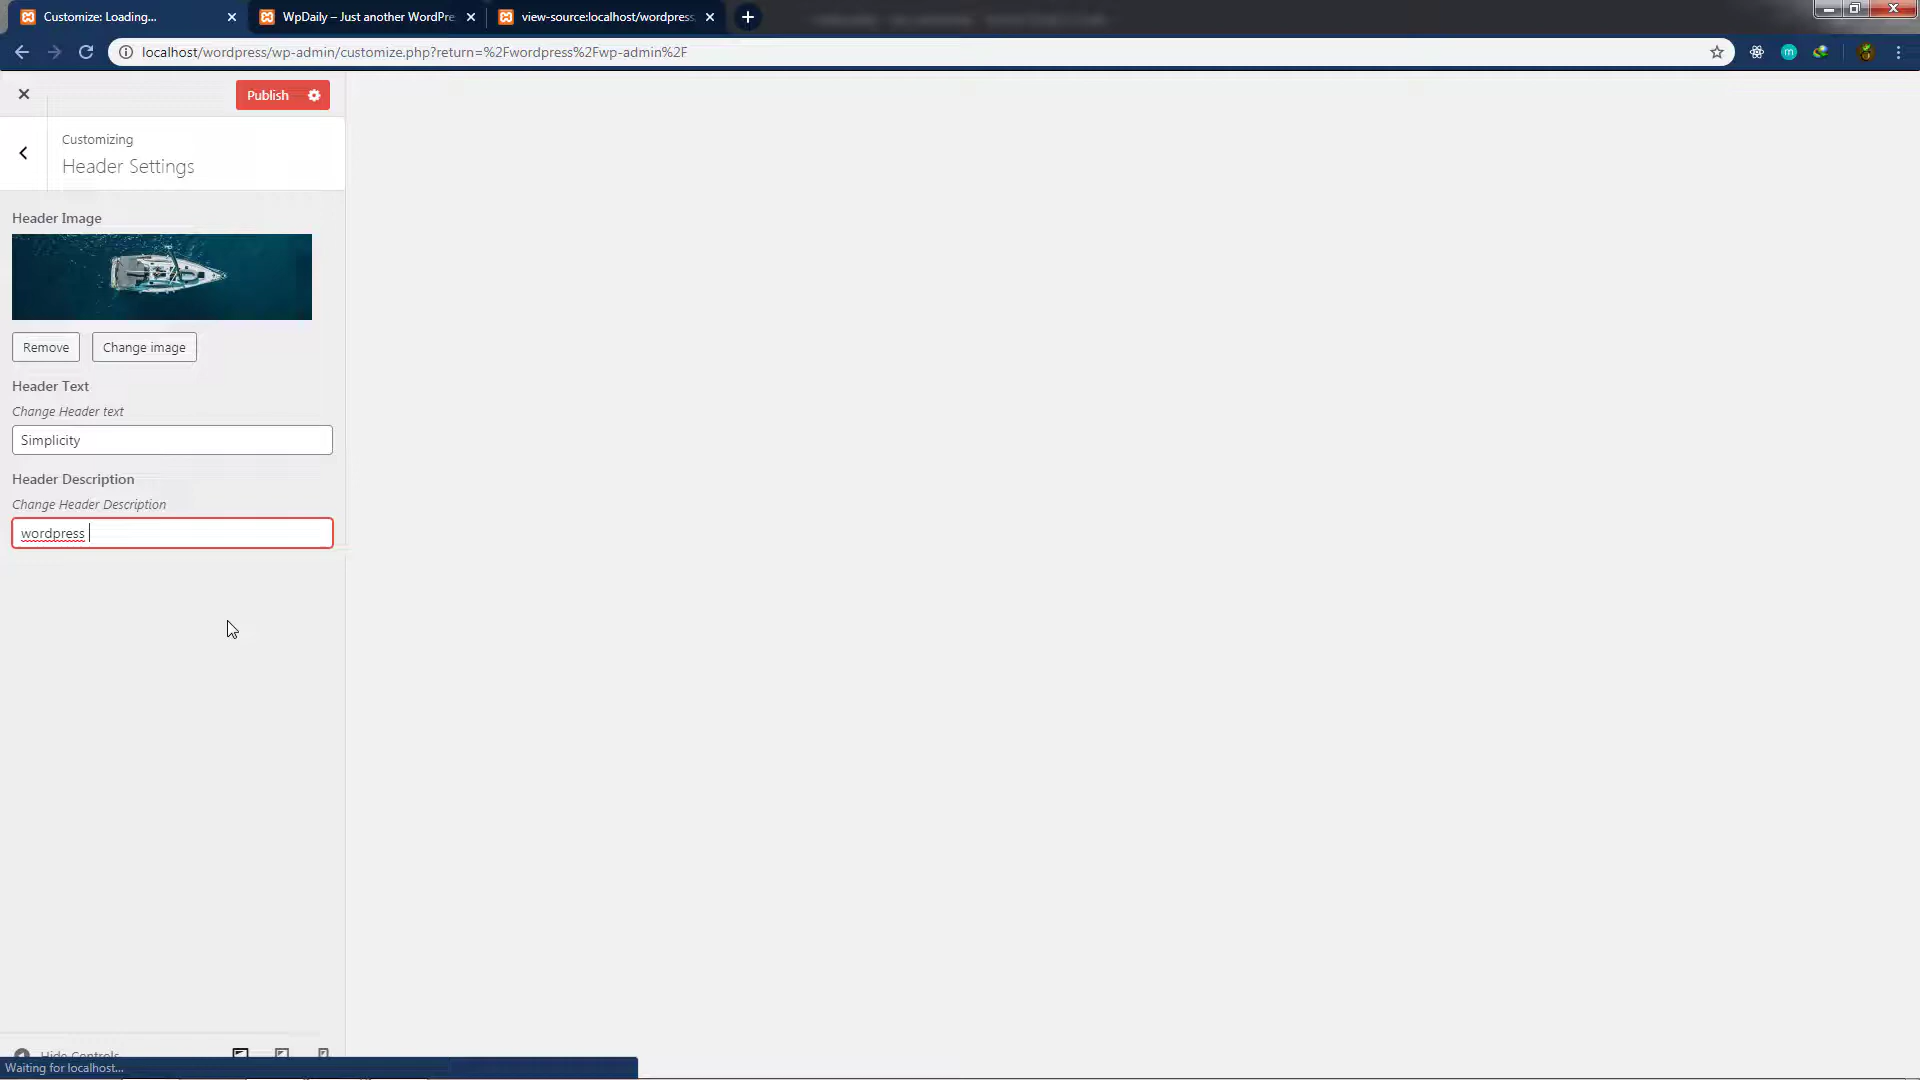 Customize: Loading...
WpDaily – Just another WordPre
view-source:localhost/wordpress
localhost/wordpress/wp-admin/customize.php?return=%2Fwordpress%2Fwp-admin%2F
Publish
Customizing
Header Settings
Header Image
Remove
Change image
Header Text
Change Header text
Simplicity
Header Description
Change Header Description
wordpress
Hide Controls
Waiting for localhost...